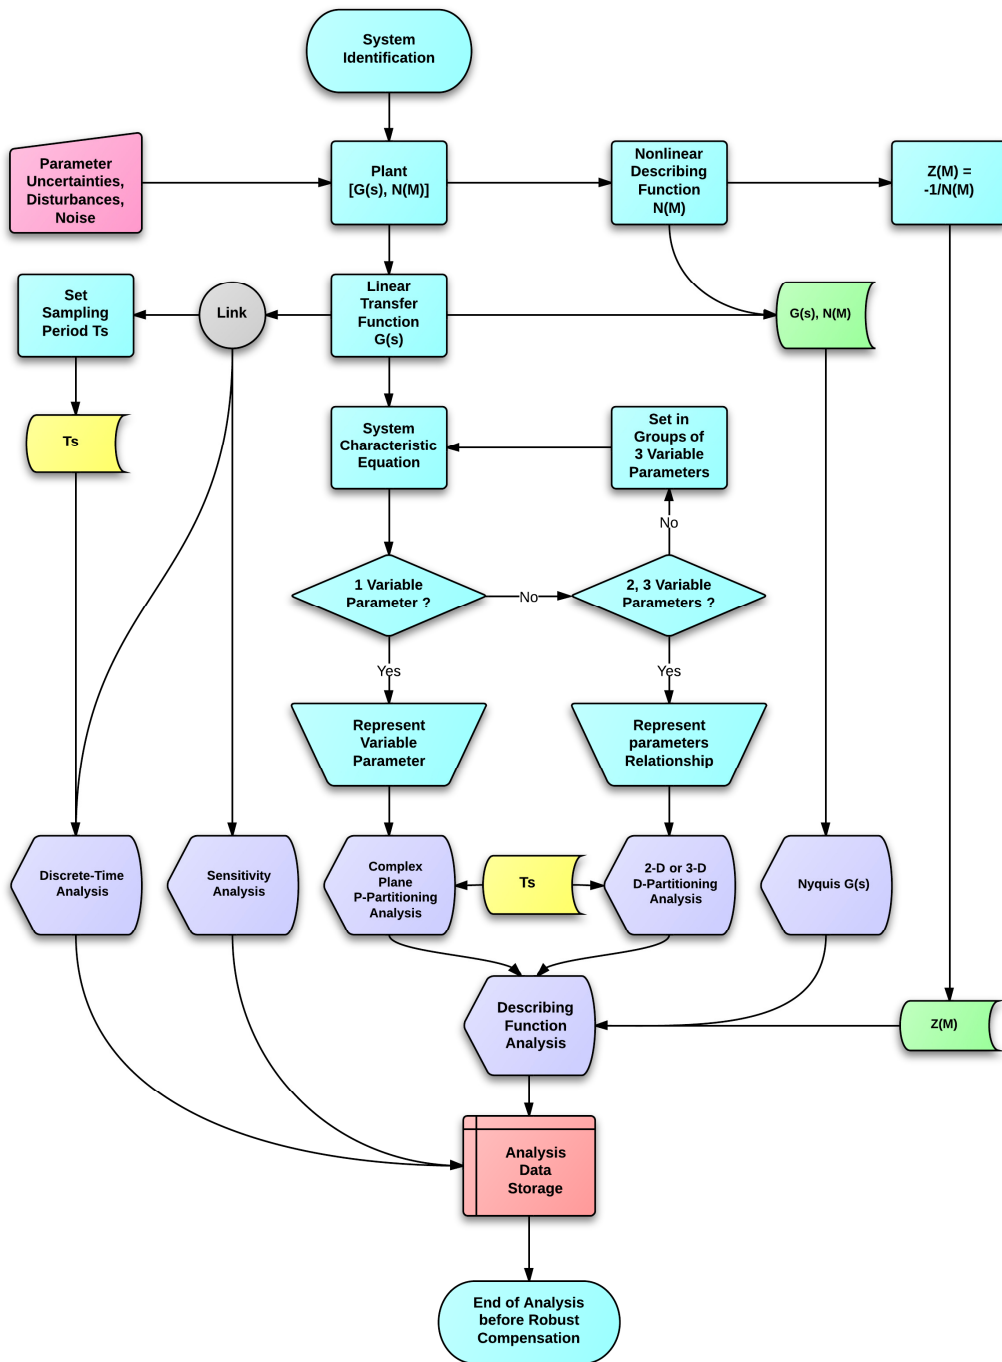 System
Identification
Parameter
Uncertainties,
Disturbances,
Noise
Plant
[G(s), N(M)]
Nonlinear
Describing
Function
N(M)
Z(M) =
-1/N(M)
Set
Sampling
Period Ts
Link
Linear
Transfer
Function
G(s)
G(s), N(M)
Ts
System
Characteristic
Equation
Set in
Groups of
3 Variable
Parameters
No
1 Variable
Parameter ?
No
2, 3 Variable
Parameters ?
Yes
Yes
Represent
Variable
Parameter
Represent
parameters
Relationship
Discrete-Time
Analysis
Sensitivity
Analysis
Complex
Plane
P-Partitioning
Analysis
Ts
2-D or 3-D
D-Partitioning
Analysis
Nyquis G(s)
Describing
Function
Analysis
Z(M)
Analysis
Data
Storage
End of Analysis
before Robust
Compensation